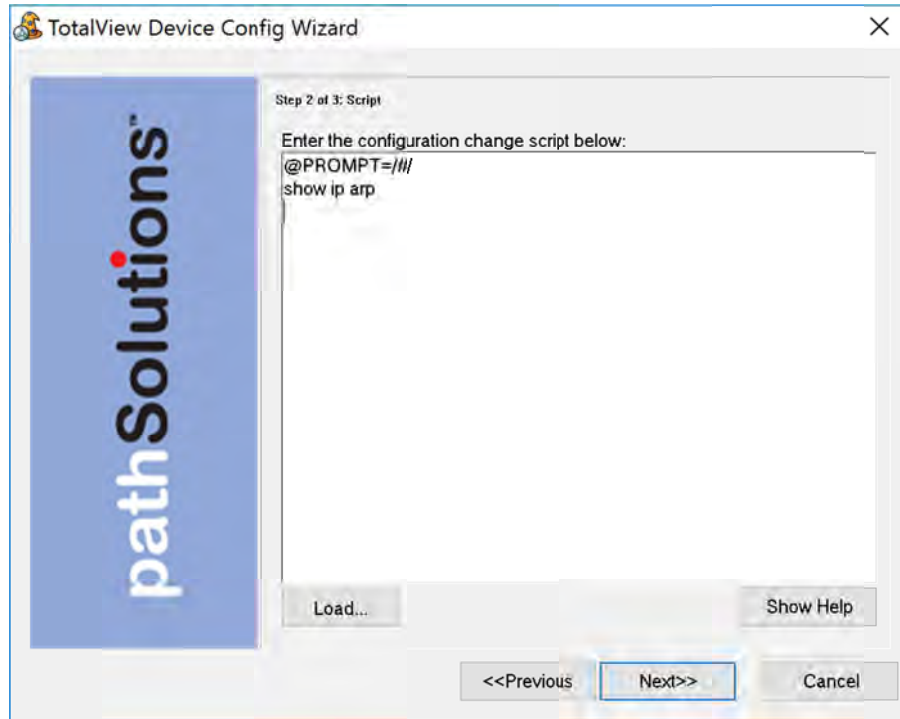 TotalView Device Config Wizard
pathSolutions™
Step 2 of 3: Script
Enter the configuration change script below:
@PROMPT=/#/
show ip arp
Load...
Show Help
<<Previous
Next>>
Cancel